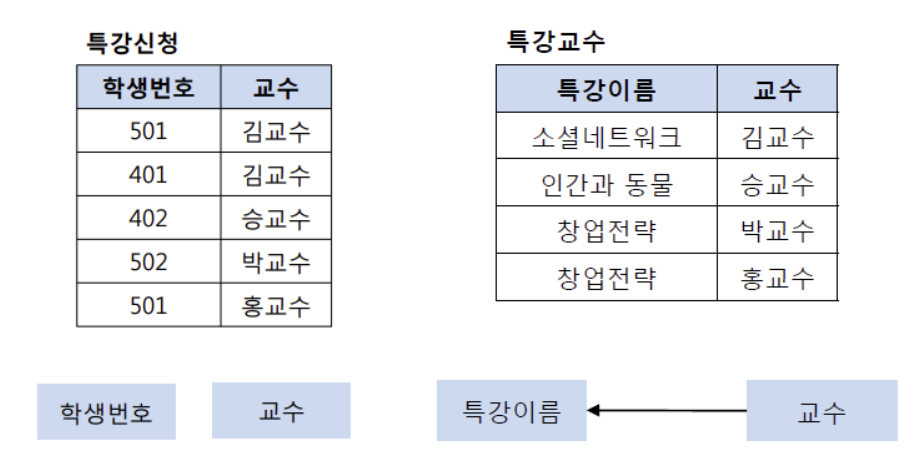 특강신청
학생번호 교수
501 김교수
401 김교수
402 승교수
502 박교수
501 홍교수
특강교수
특강이름 교수
소셜네트워크 김교수
인간과 동물 승교수
창업전략 박교수
창업전략 홍교수
학생번호 교수 특강이름 교수